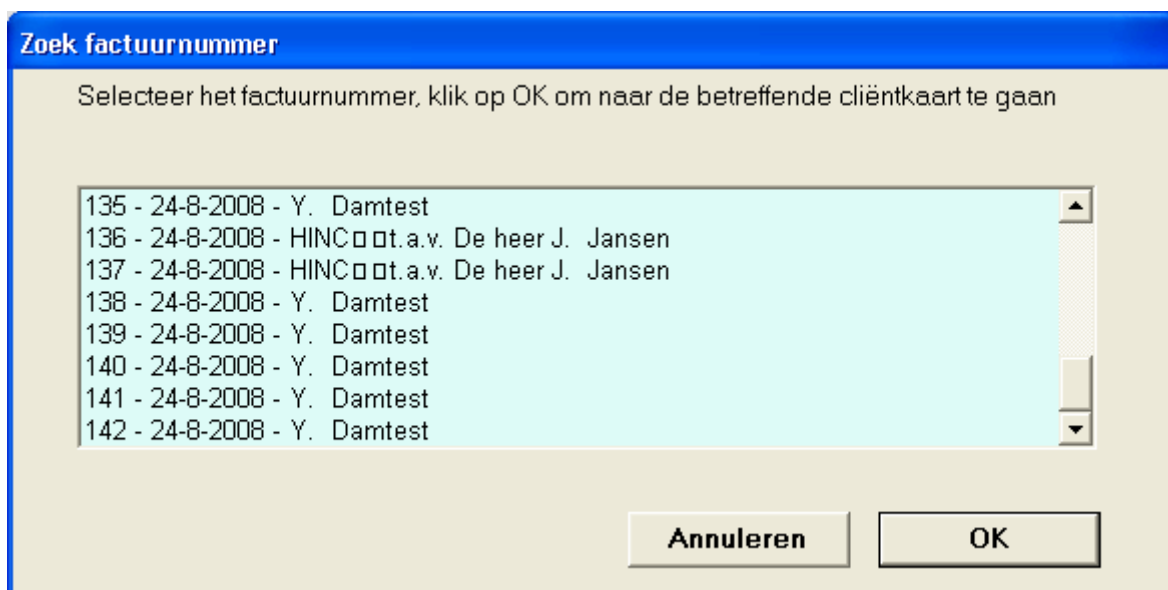 Zoek factuurnummer
Selecteer het factuurnummer, klik op OK om naar de betreffende cliëntkaart te gaan
135 - 24-8-2008 - Y.  Damtest
136 - 24-8-2008 - HINC▯▯t.a.v. De heer J.  Jansen
137 - 24-8-2008 - HINC▯▯t.a.v. De heer J.  Jansen
138 - 24-8-2008 - Y.  Damtest
139 - 24-8-2008 - Y.  Damtest
140 - 24-8-2008 - Y.  Damtest
141 - 24-8-2008 - Y.  Damtest
142 - 24-8-2008 - Y.  Damtest
Annuleren OK